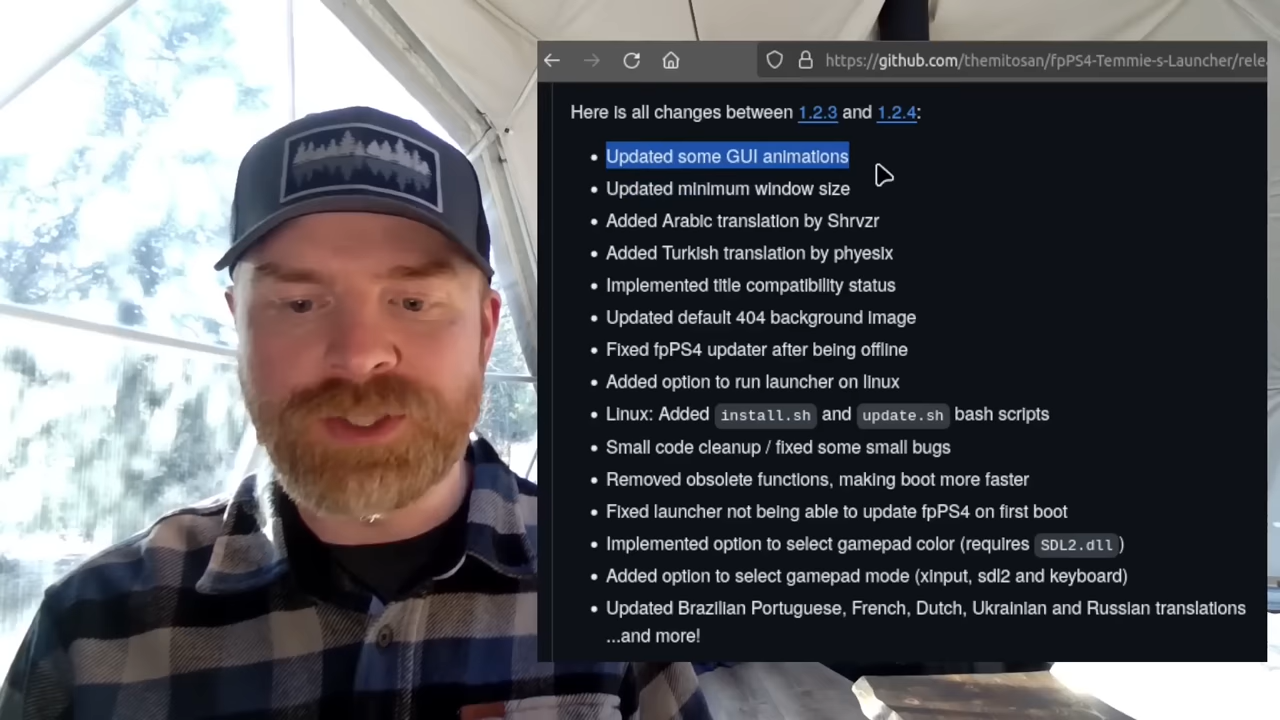 https://github.com/themitosan/fpPS4-Temmie-s-Launcher/rele
Here is all changes between 1.2.3 and 1.2.4:
Updated some GUI animations
Updated minimum window size
Added Arabic translation by Shrvzr
Added Turkish translation by phyesix
Implemented title compatibility status
Updated default 404 background image
Fixed fpPS4 updater after being offline
Added option to run launcher on linux
Linux: Added install.sh and update.sh bash scripts
Small code cleanup / fixed some small bugs
Removed obsolete functions, making boot more faster
Fixed launcher not being able to update fpPS4 on first boot
Implemented option to select gamepad color (requires SDL2.dll)
Added option to select gamepad mode (xinput, sdl2 and keyboard)
Updated Brazilian Portuguese, French, Dutch, Ukrainian and Russian translations
...and more!